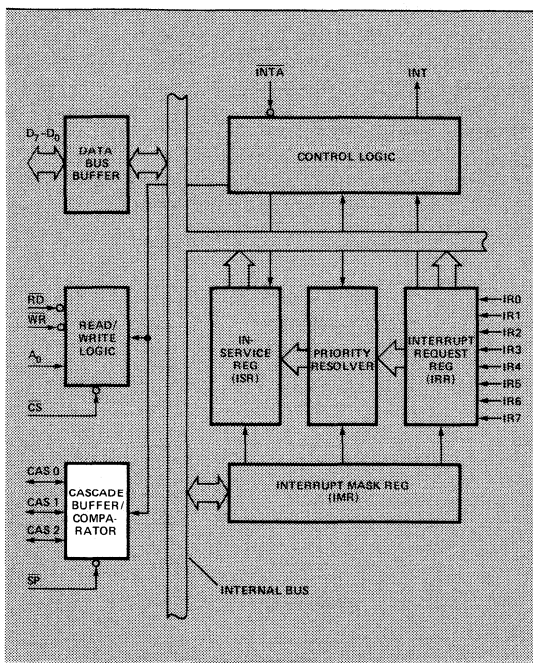 INTA
INT
D7-D0
DATA
BUS
BUFFER
CONTROL LOGIC
RD
WR
A0
CS
READ/
WRITE
LOGIC
IN-
SERVICE
REG
(ISR)
PRIORITY
RESOLVER
INTERRUPT
REQUEST
REG
(IRR)
IR0
IR1
IR2
IR3
IR4
IR5
IR6
IR7
CAS 0
CAS 1
CAS 2
CASCADE
BUFFER/
COMPA-
RATOR
SP
INTERRUPT MASK REG
(IMR)
INTERNAL BUS